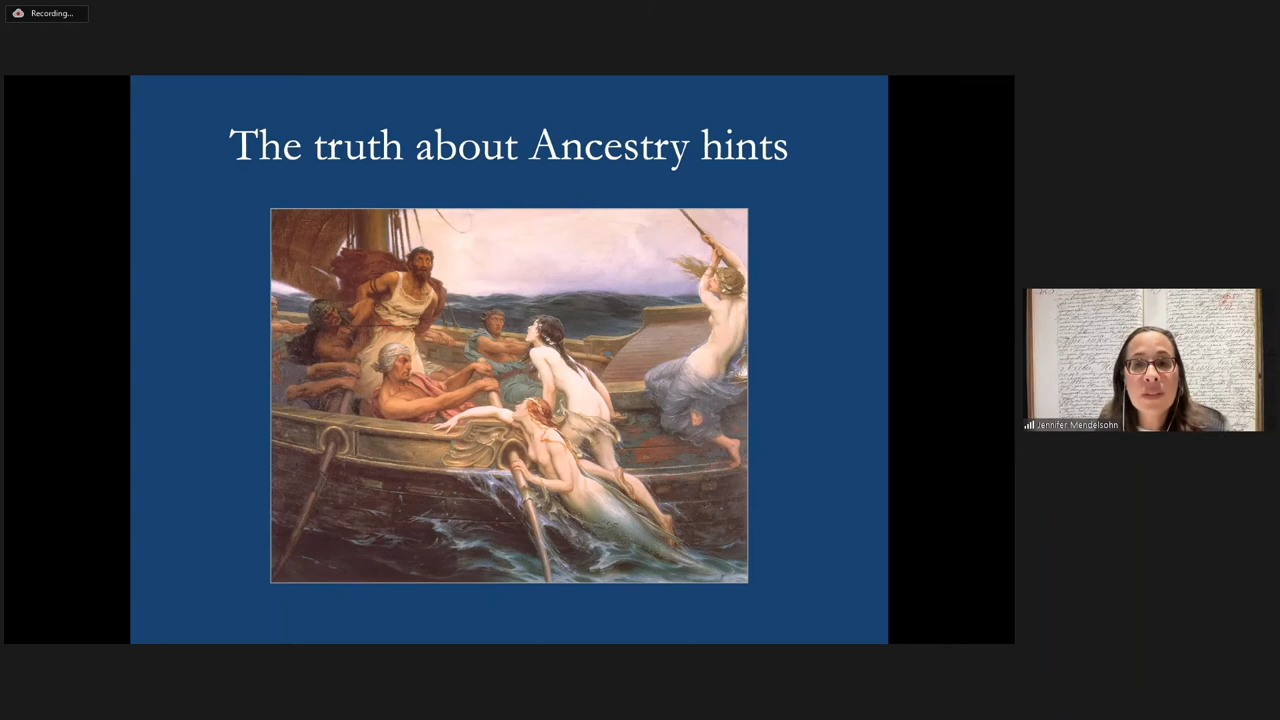 Recording...
The truth about Ancestry hints
Jennifer Mendelsohn